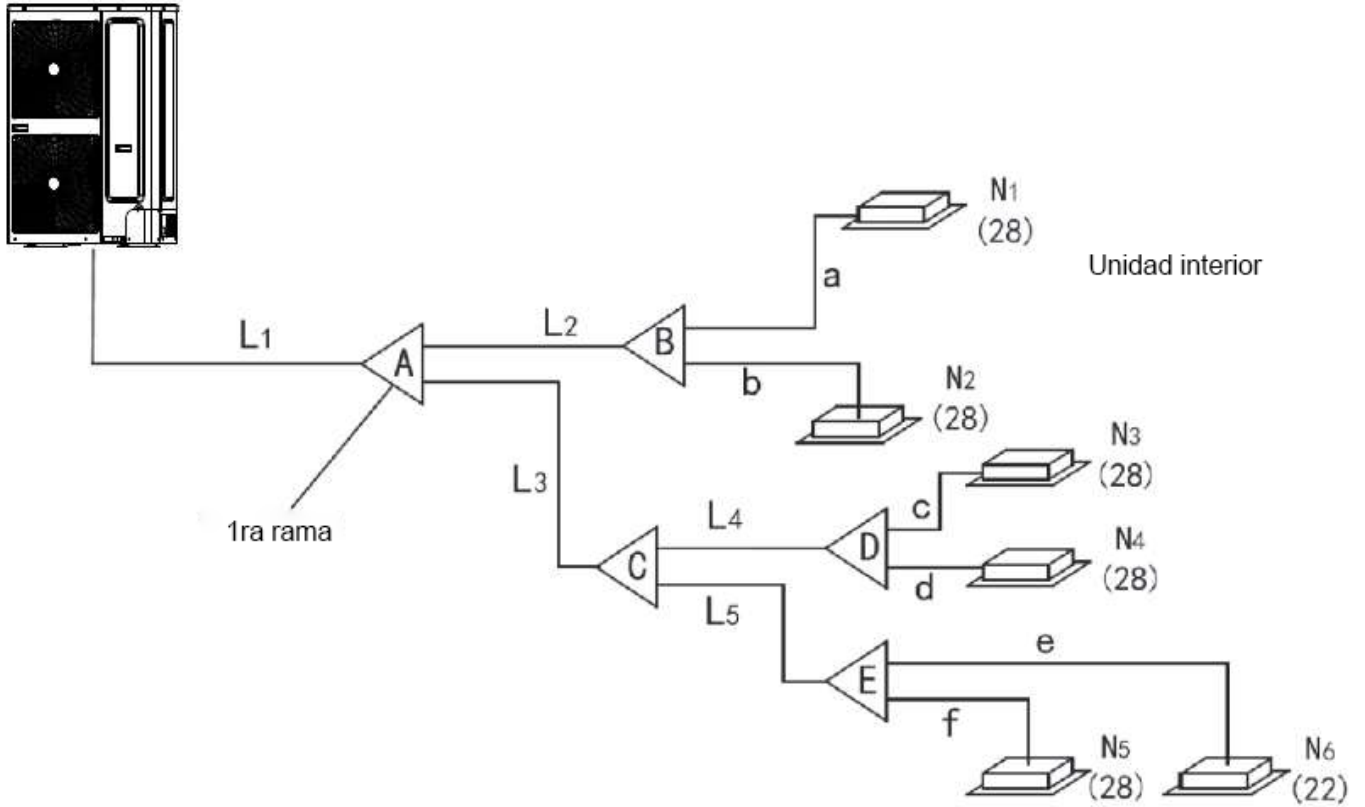 N1
(28)
Unidad interior
a
L1
L2
A
B
b
N2
(28)
N3
(28)
L3
1ra rama
c
L4
C
D
N4
(28)
d
L5
e
E
f
N5
(28)
N6
(22)